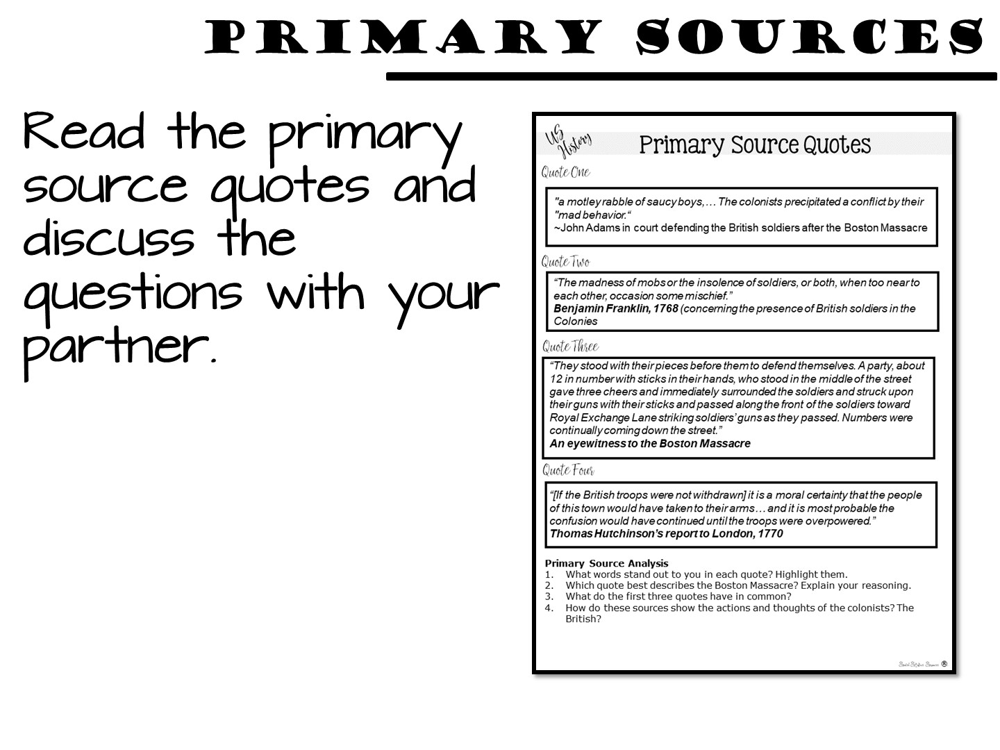 PRIMARY SOURCES
Read the primary
source quotes and
discuss the
questions with your
partner.
US
History
Primary Source Quotes
Quote One
"a motley rabble of saucy boys,… The colonists precipitated a conflict by their
"mad behavior.“
~John Adams in court defending the British soldiers after the Boston Massacre
Quote Two
“The madness of mobs or the insolence of soldiers, or both, when too near to
each other, occasion some mischief.”
Benjamin Franklin, 1768 (concerning the presence of British soldiers in the
Colonies
Quote Three
“They stood with their pieces before them to defend themselves. A party, about
12 in number with sticks in their hands, who stood in the middle of the street
gave three cheers and immediately surrounded the soldiers and struck upon
their guns with their sticks and passed along the front of the soldiers toward
Royal Exchange Lane striking soldiers’ guns as they passed. Numbers were
continually coming down the street.”
An eyewitness to the Boston Massacre
Quote Four
“[If the British troops were not withdrawn] it is a moral certainty that the people
of this town would have taken to their arms… and it is most probable the
confusion would have continued until the troops were overpowered.”
Thomas Hutchinson’s report to London, 1770
Primary Source Analysis
1. What words stand out to you in each quote? Highlight them.
2. Which quote best describes the Boston Massacre? Explain your reasoning.
3. What do the first three quotes have in common?
4. How do these sources show the actions and thoughts of the colonists? The
British?
®